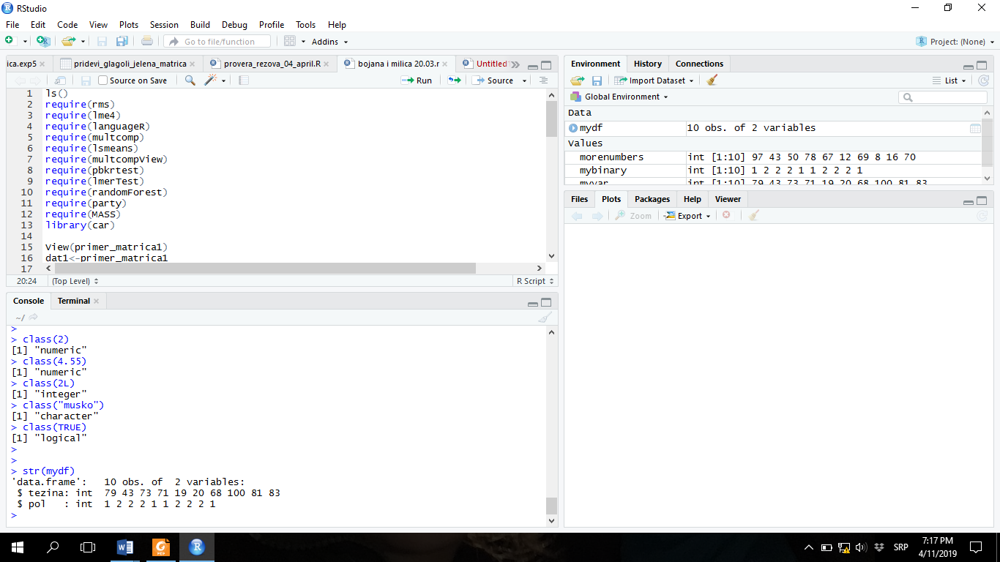 RStudio
File Edit Code View Plots Session Build Debug Profile Tools Help
Go to file/function Addins Project: (None)
ica.exp5 pridevi_glagoli_jelena_matrica provera_rezova_04_april.R bojana i milica 20.03.r Untitled
Source on Save Run Source
1 ls()
2 require(rms)
3 require(lme4)
4 require(languageR)
5 require(multcomp)
6 require(lsmeans)
7 require(multcompView)
8 require(pbkrtest)
9 require(lmerTest)
10 require(randomForest)
11 require(party)
12 require(MASS)
13 library(car)
14
15 View(primer_matrica1)
16 dat1<-primer_matrica1
17
20:24 (Top Level) R Script
Console Terminal
~/
>
> class(2)
[1] "numeric"
> class(4.55)
[1] "numeric"
> class(2L)
[1] "integer"
> class("musko")
[1] "character"
> class(TRUE)
[1] "logical"
>
>
> str(mydf)
'data.frame': 10 obs. of 2 variables:
$ tezina: int 79 43 73 71 19 20 68 100 81 83
$ pol : int 1 2 2 2 1 1 2 2 2 1
>
Environment History Connections
Import Dataset List
Global Environment
Data
mydf 10 obs. of 2 variables
Values
morenumbers int [1:10] 97 43 50 78 67 12 69 8 16 70
mybinary int [1:10] 1 2 2 2 1 1 2 2 2 1
myvar int [1:10] 79 43 73 71 19 20 68 100 81 83
Files Plots Packages Help Viewer
Zoom Export
SRP
7:17 PM
4/11/2019